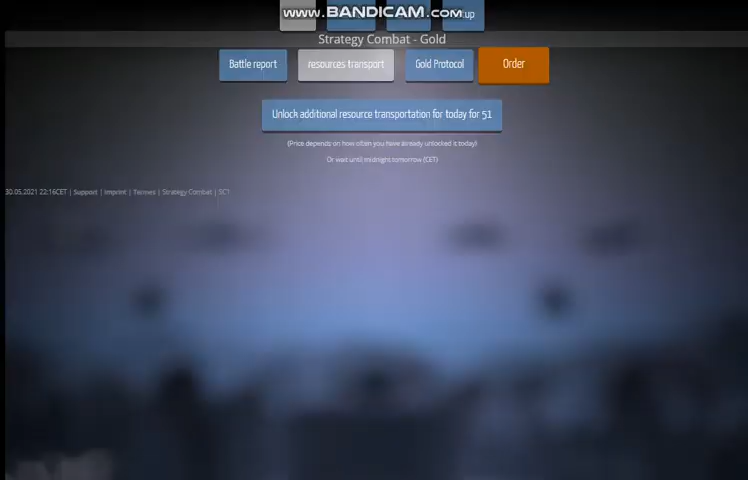 www.BANDICAM.com
Strategy Combat - Gold
Battle report
resources transport
Gold Protocol
Order
Unlock additional resource transportation for today for 51
(Price depends on how often you have already unlocked it today)
Or wait until midnight tomorrow (CET)
30.05.2021 22:16CET | Support | Imprint | | Strategy Combat | SC1